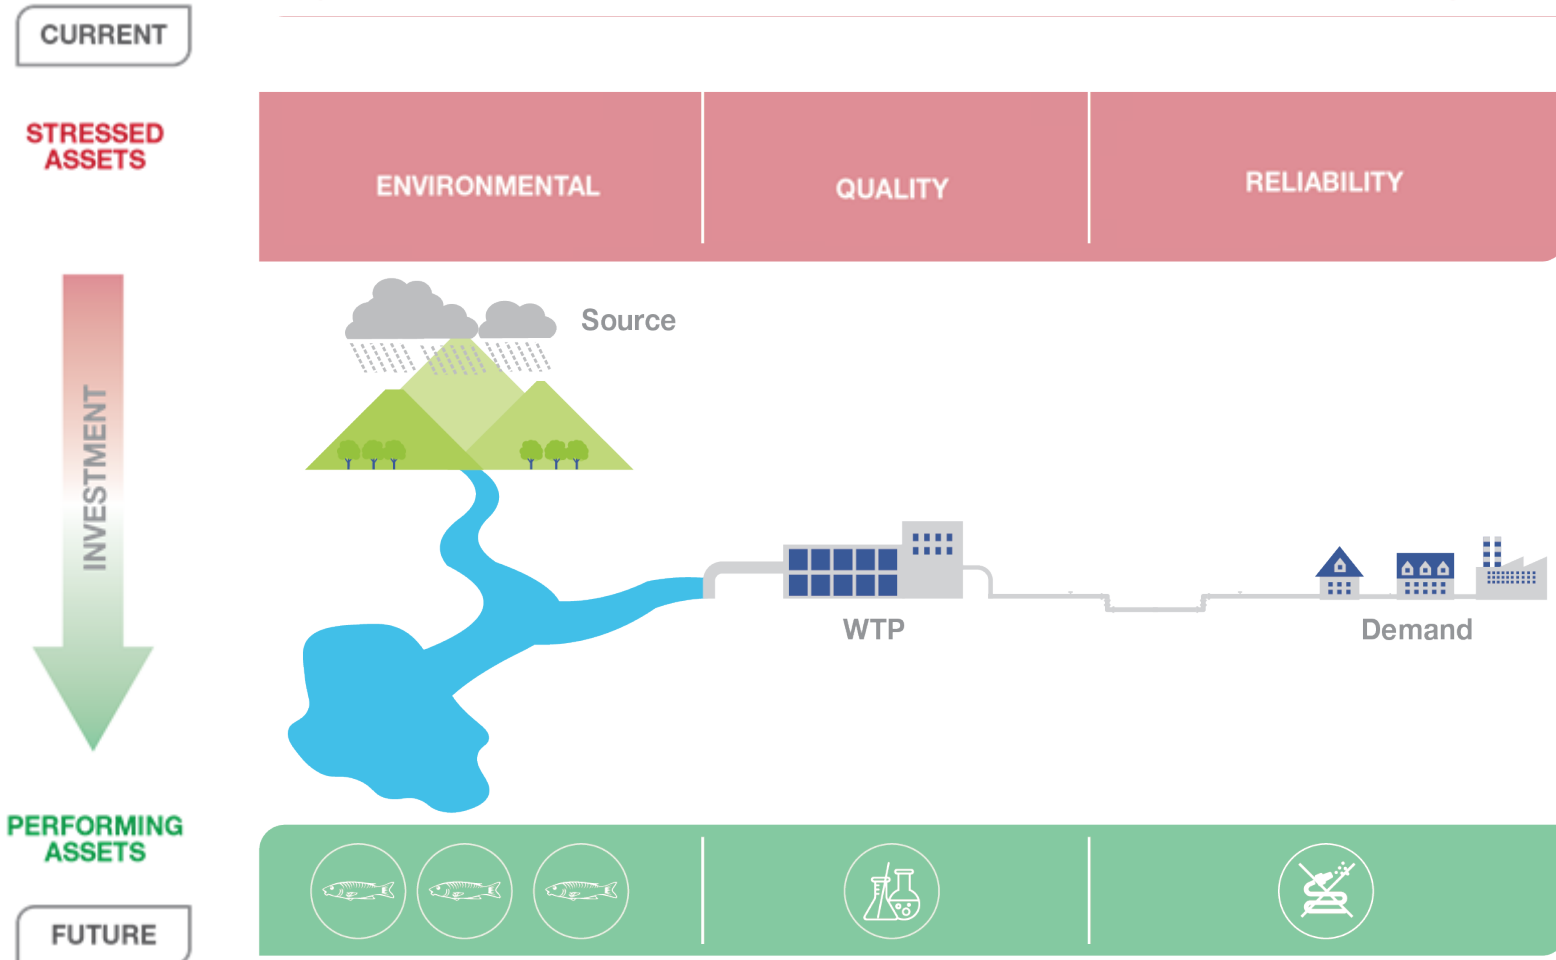 CURRENT
STRESSED
ASSETS
ENVIRONMENTAL
QUALITY
RELIABILITY
Source
INVESTMENT
WTP
Demand
PERFORMING
ASSETS
FUTURE